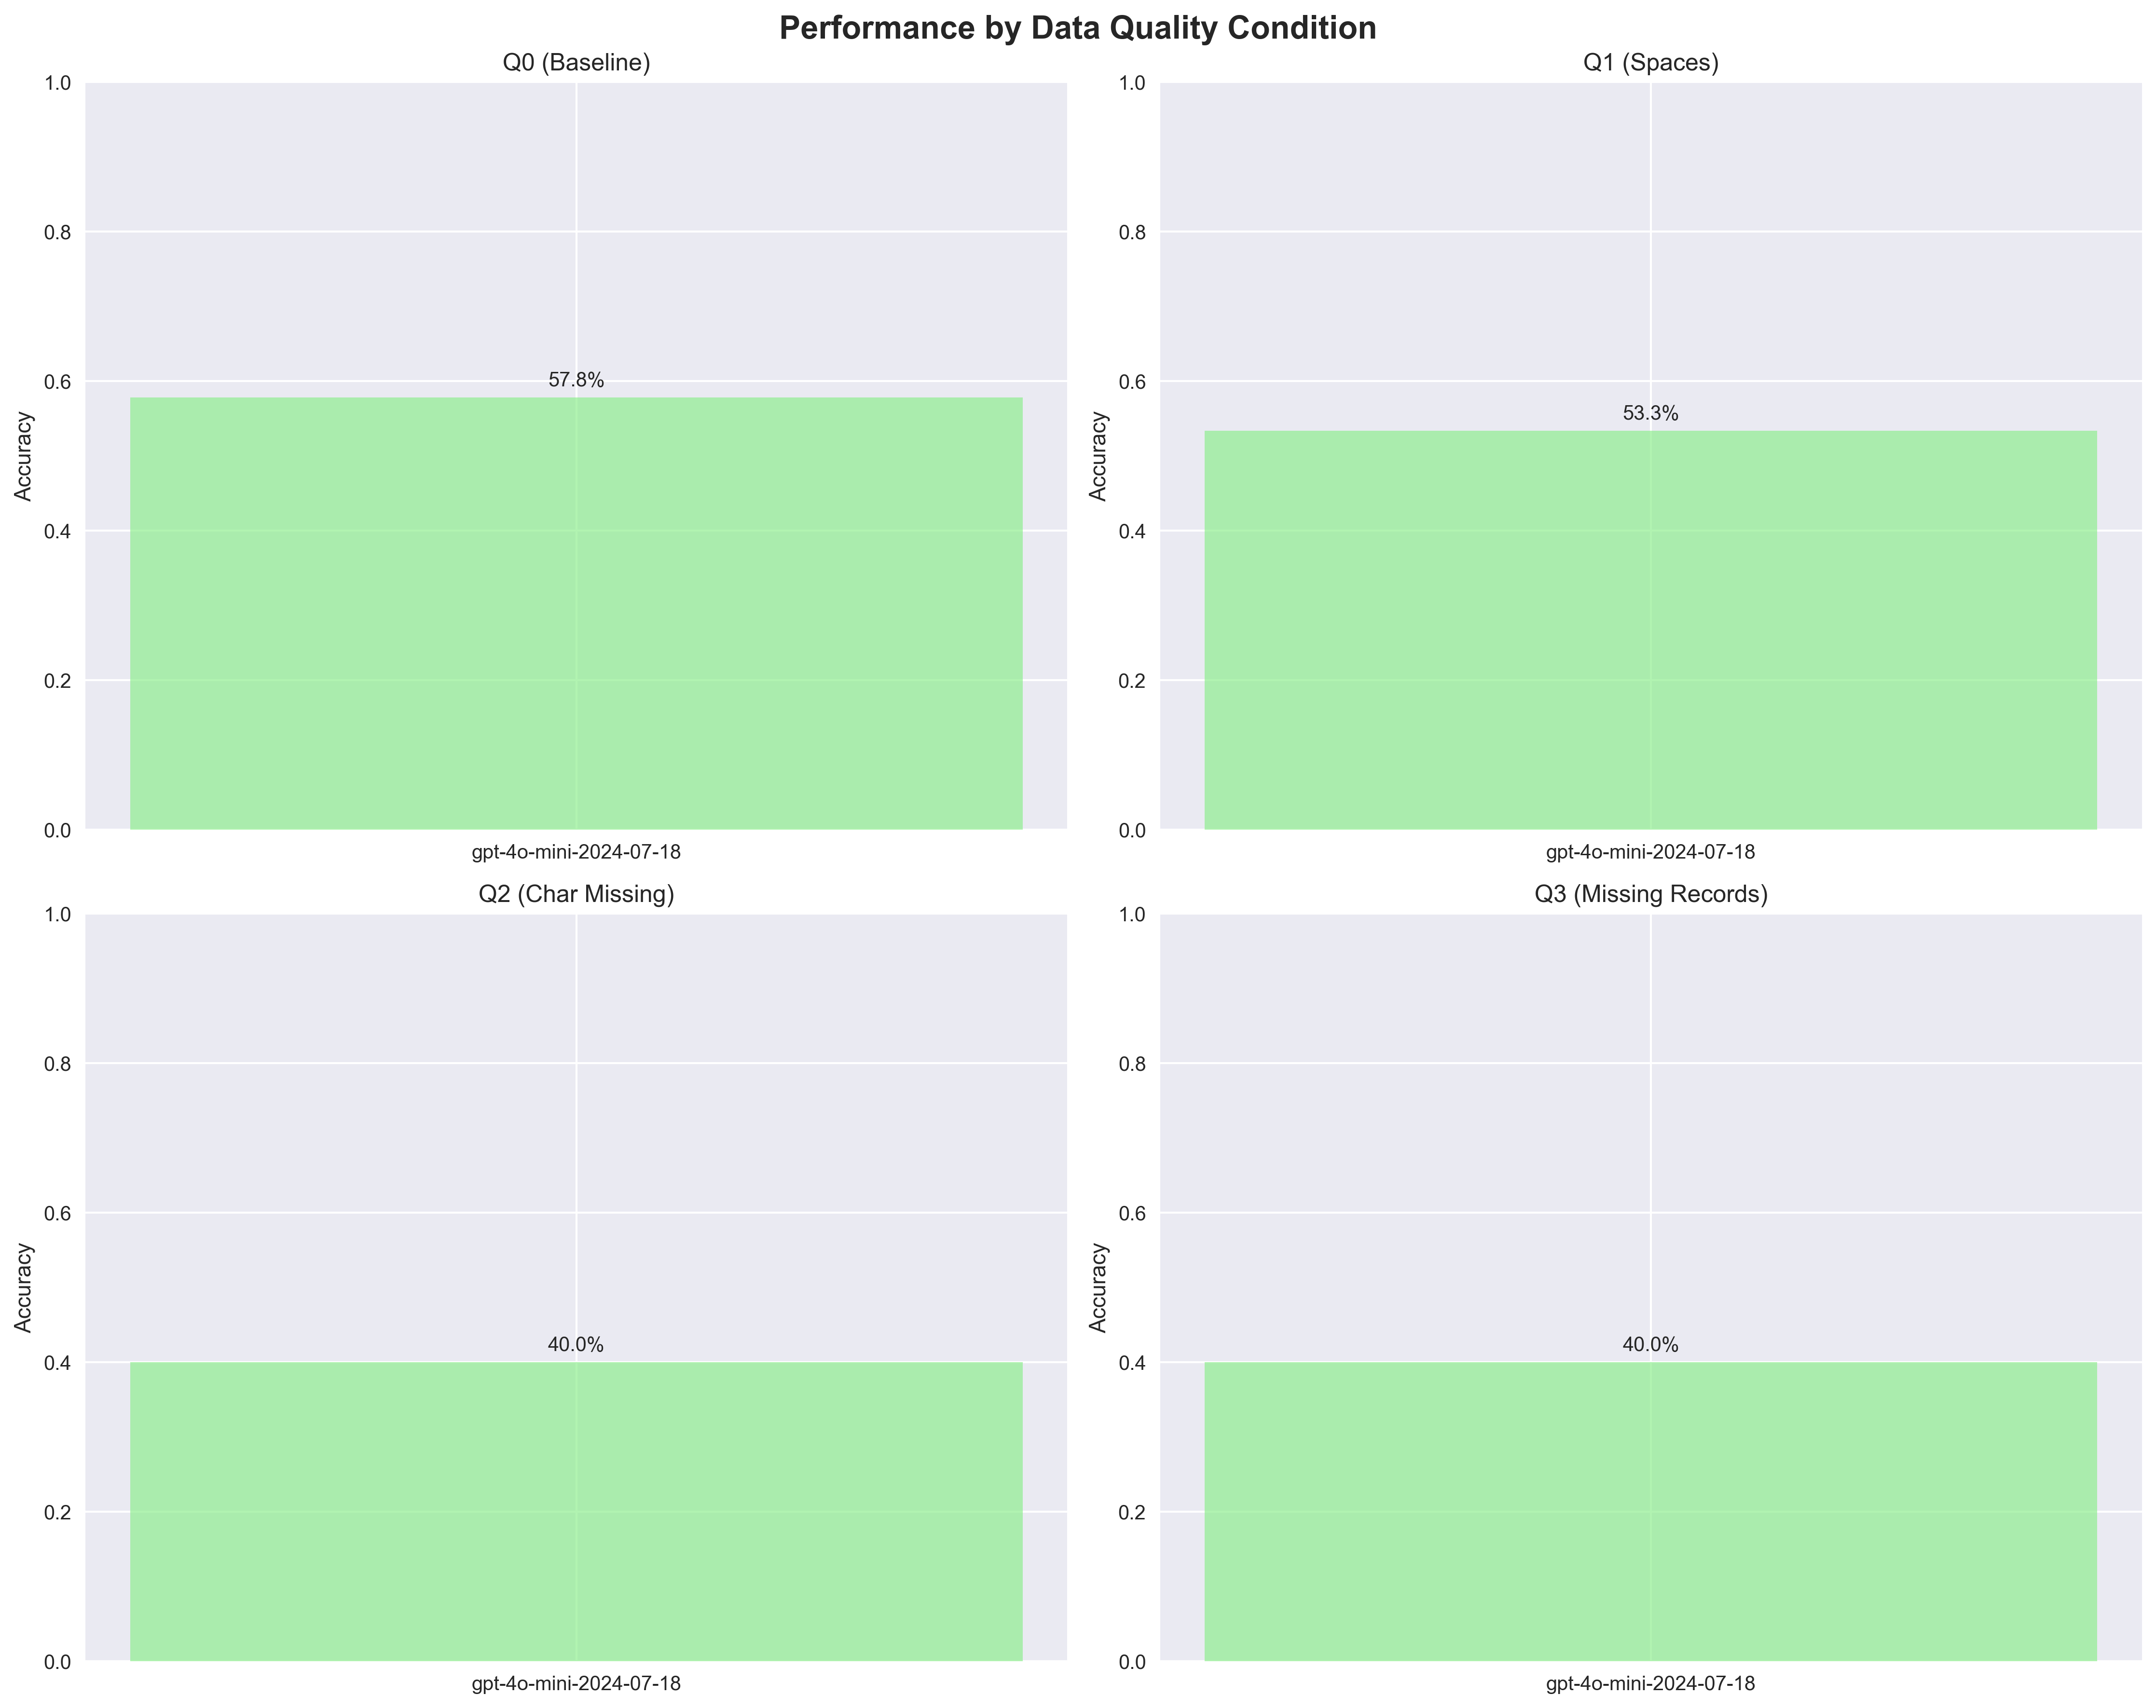 Performance by Data Quality Condition
Q0 (Baseline)
1.0
0.8
0.6
0.4
0.2
0.0
Accuracy
57.8%
gpt-4o-mini-2024-07-18
Q1 (Spaces)
1.0
0.8
0.6
0.4
0.2
0.0
Accuracy
53.3%
gpt-4o-mini-2024-07-18
Q2 (Char Missing)
1.0
0.8
0.6
0.4
0.2
0.0
Accuracy
40.0%
gpt-4o-mini-2024-07-18
Q3 (Missing Records)
1.0
0.8
0.6
0.4
0.2
0.0
Accuracy
40.0%
gpt-4o-mini-2024-07-18